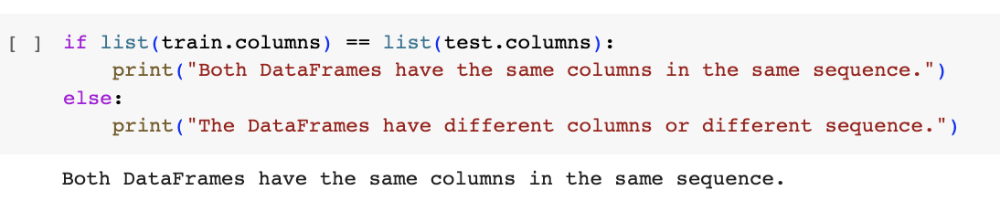 [ ] if list(train.columns) == list(test.columns):
print("Both DataFrames have the same columns in the same sequence.")
else:
print("The DataFrames have different columns or different sequence.")
Both DataFrames have the same columns in the same sequence.